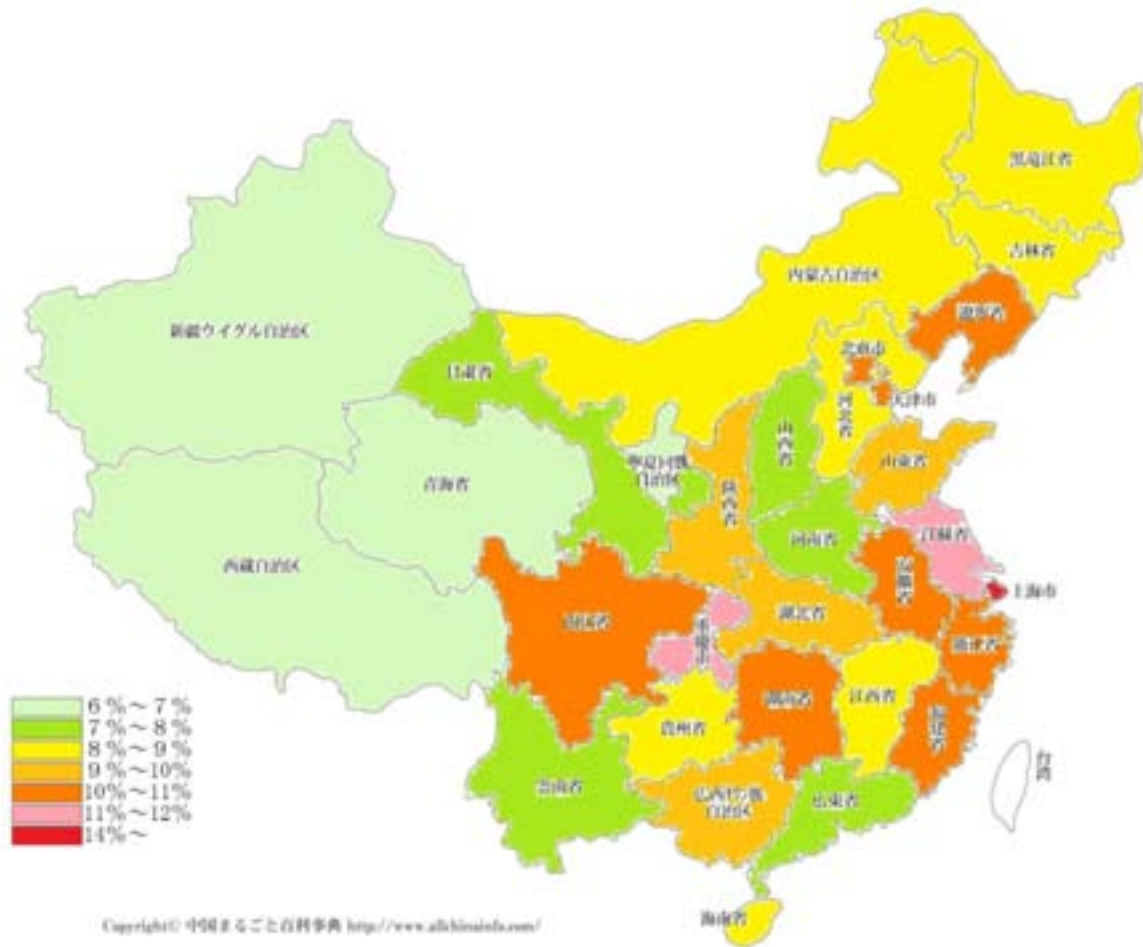 黒竜江省
吉林省
内蒙古自治区
遼寧省
新疆ウイグル自治区
北京市
甘粛省
天津市
河北省
山西省
山東省
寧夏回族
自治区
青海省
陝西省
河南省
江蘇省
西蔵自治区
安徽省
上海市
四川省
湖北省
重慶市
湖南省
江西省
福建省
貴州省
雲南省
広西壮族
自治区
広東省
台湾
海南省
6%～7%
7%～8%
8%～9%
9%～10%
10%～11%
11%～12%
14%～
Copyright© 中国まるごと百科事典 http://www.allchinainfo.com/